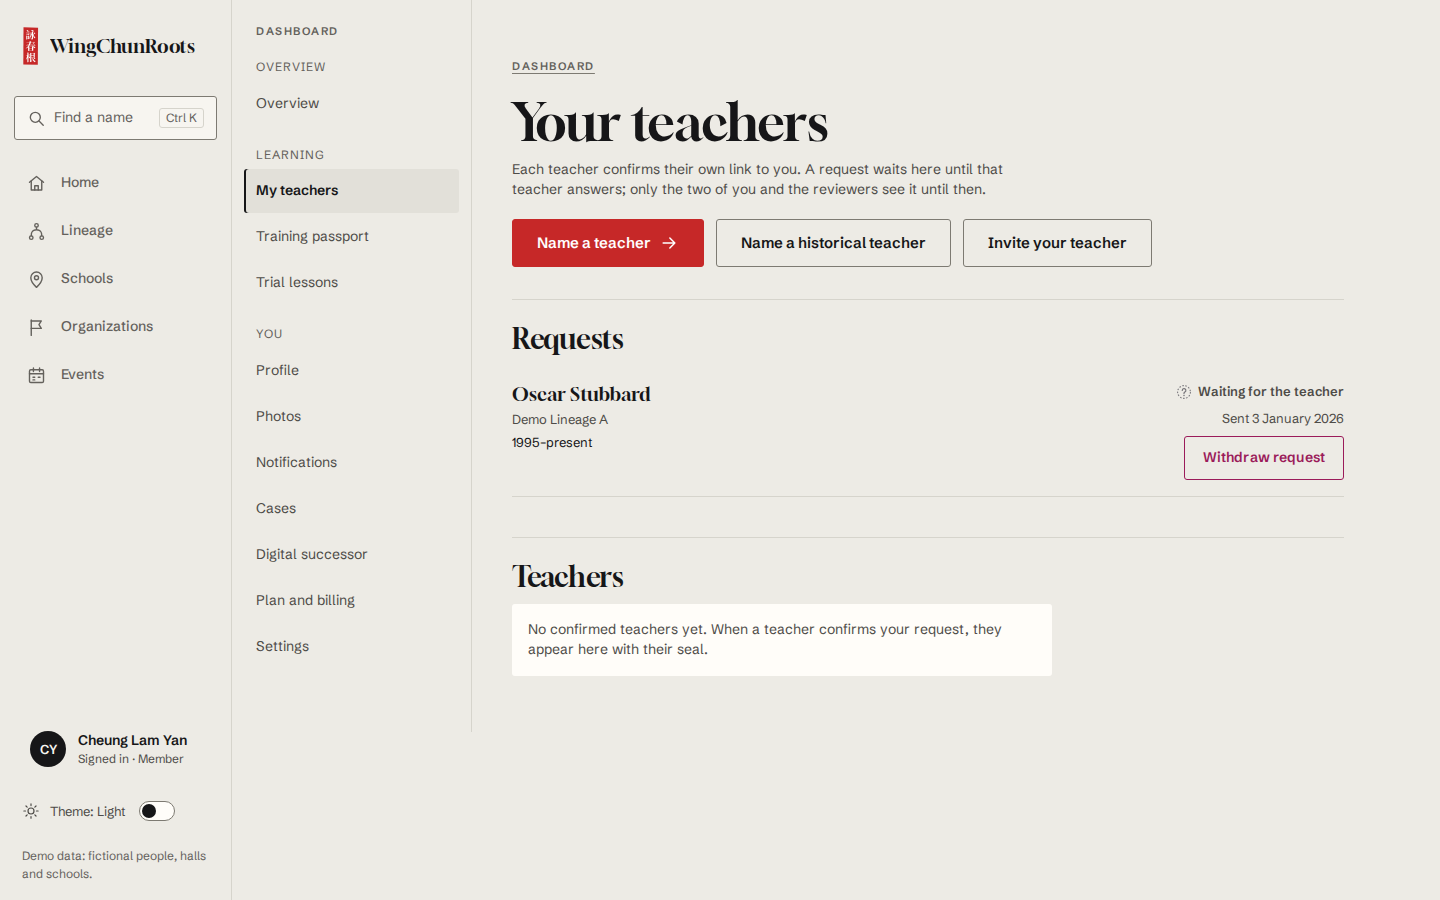 詠春根
WingChunRoots
Find a name
Ctrl K
Home
Lineage
Schools
Organizations
Events
CY
Cheung Lam Yan
Signed in · Member
Theme: Light
Demo data: fictional people, halls
and schools.
DASHBOARD
OVERVIEW
Overview
LEARNING
My teachers
Training passport
Trial lessons
YOU
Profile
Photos
Notifications
Cases
Digital successor
Plan and billing
Settings
DASHBOARD
Your teachers
Each teacher confirms their own link to you. A request waits here until that
teacher answers; only the two of you and the reviewers see it until then.
Name a teacher →
Name a historical teacher
Invite your teacher
Requests
Oscar Stubbard
Demo Lineage A
1995–present
Waiting for the teacher
Sent 3 January 2026
Withdraw request
Teachers
No confirmed teachers yet. When a teacher confirms your request, they
appear here with their seal.